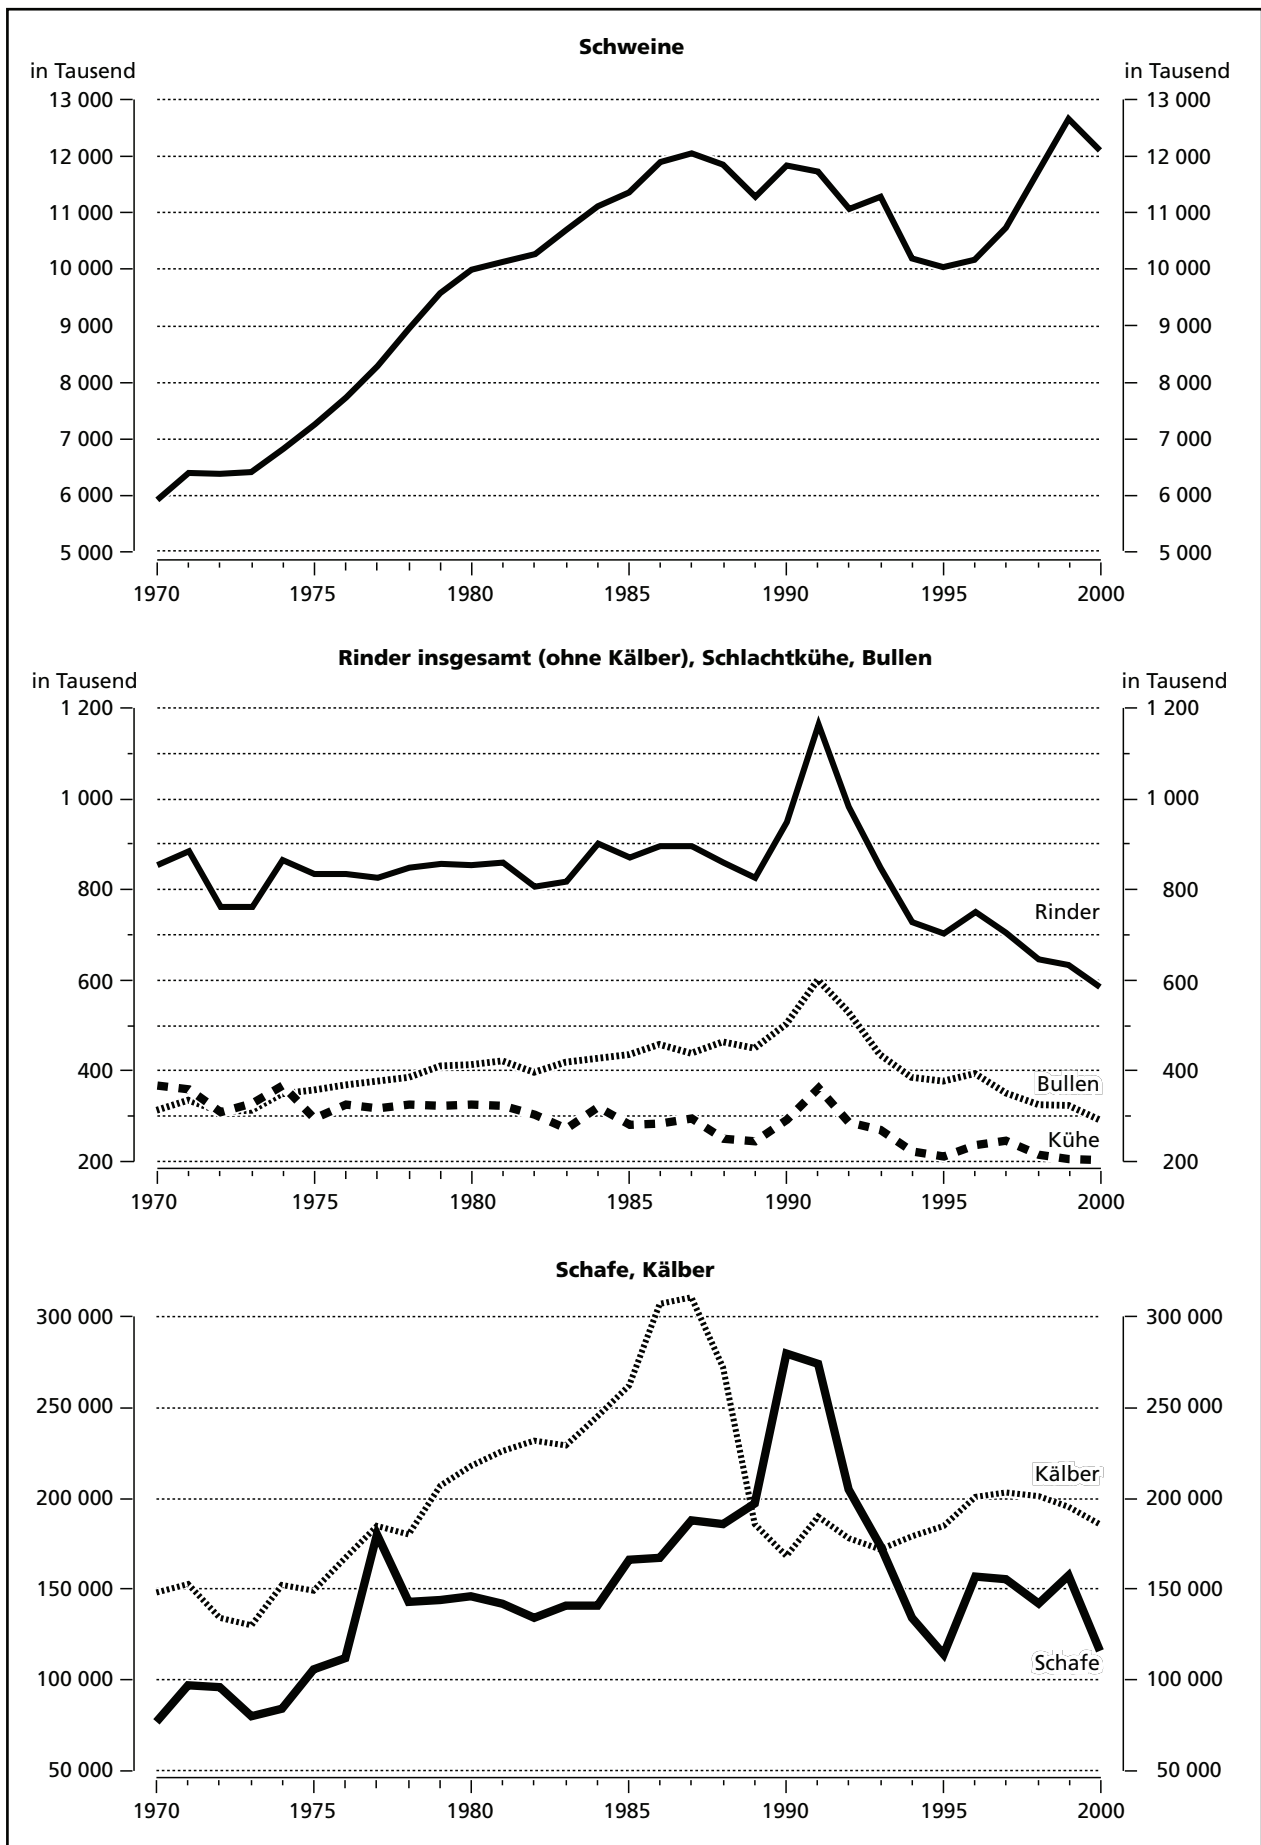 Schweine
in Tausend in Tausend
13 000 13 000
12 000 12 000
11 000 11 000
10 000 10 000
9 000 9 000
8 000 8 000
7 000 7 000
6 000 6 000
5 000 5 000
1970 1975 1980 1985 1990 1995 2000
Rinder insgesamt (ohne Kälber), Schlachtkühe, Bullen
in Tausend in Tausend
1 200 1 200
1 000 1 000
800 800
Rinder
600 600
400 400
Bullen
Kühe
200 200
1970 1975 1980 1985 1990 1995 2000
Schafe, Kälber
300 000 300 000
250 000 250 000
Kälber
200 000 200 000
150 000 150 000
Schafe
100 000 100 000
50 000 50 000
1970 1975 1980 1985 1990 1995 2000